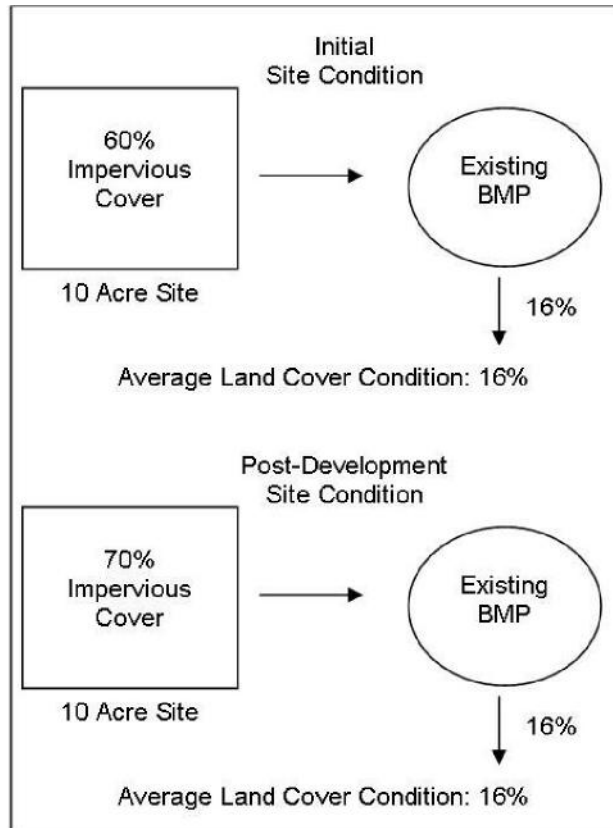 Initial
Site Condition
60%
Impervious
Cover
Existing
BMP
10 Acre Site
16%
Average Land Cover Condition: 16%
Post-Development
Site Condition
70%
Impervious
Cover
Existing
BMP
10 Acre Site
16%
Average Land Cover Condition: 16%